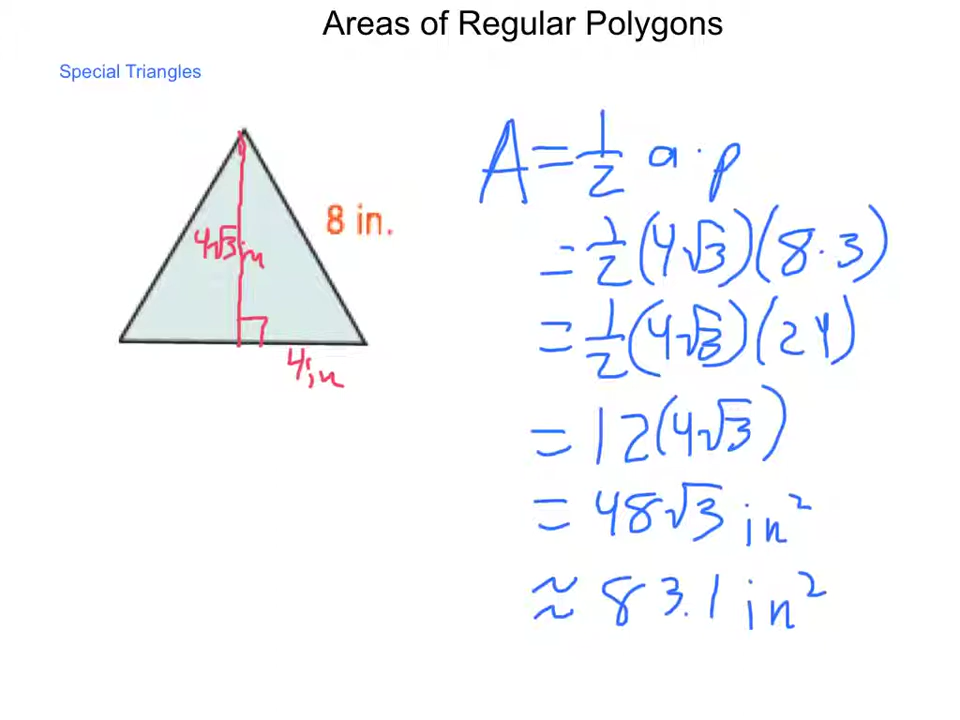 Areas of Regular Polygons
Special Triangles
8 in.
4√3 in
4 in
A = 1/2 a · p
= 1/2 (4√3)(8 · 3)
= 1/2 (4√3)(24)
= 12(4√3)
= 48√3 in²
≈ 83.1 in²